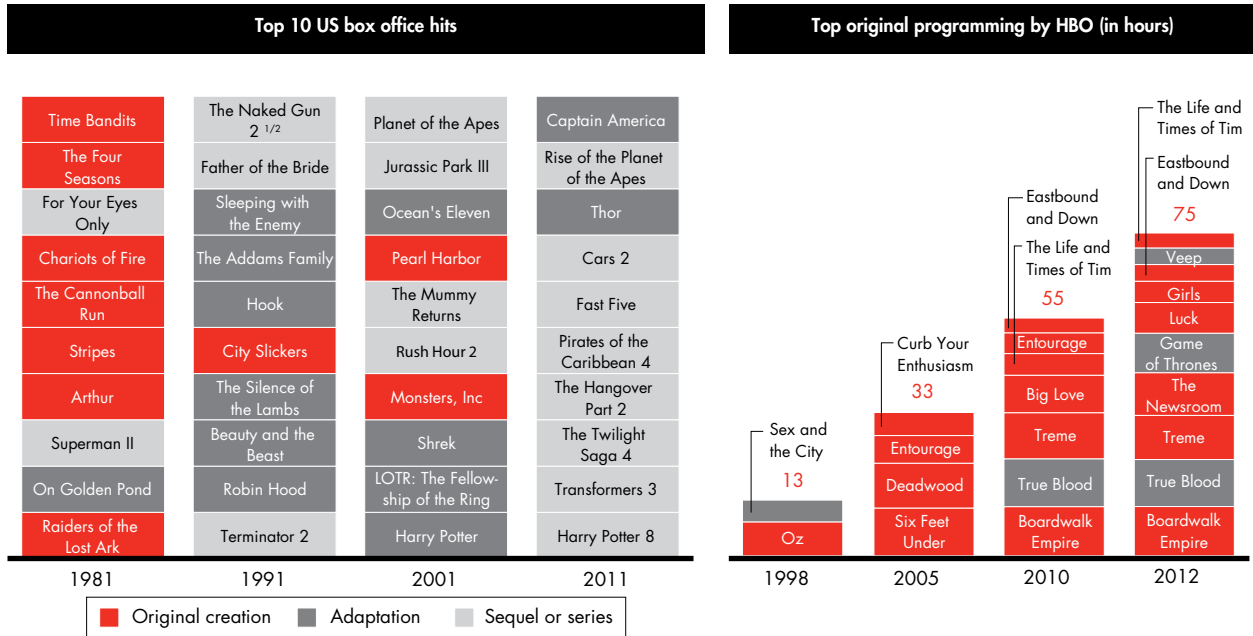 Top 10 US box office hits
Time Bandits
The Four
Seasons
For Your Eyes
Only
Chariots of Fire
The Cannonball
Run
Stripes
Arthur
Superman II
On Golden Pond
Raiders of the
Lost Ark
1981
The Naked Gun
2 1/2
Father of the Bride
Sleeping with
the Enemy
The Addams Family
Hook
City Slickers
The Silence of
the Lambs
Beauty and the
Beast
Robin Hood
Terminator 2
1991
Planet of the Apes
Jurassic Park III
Ocean's Eleven
Pearl Harbor
The Mummy
Returns
Rush Hour 2
Monsters, Inc
Shrek
LOTR: The Fellow-
ship of the Ring
Harry Potter
2001
Captain America
Rise of the Planet
of the Apes
Thor
Cars 2
Fast Five
Pirates of the
Caribbean 4
The Hangover
Part 2
The Twilight
Saga 4
Transformers 3
Harry Potter 8
2011
Original creation
Adaptation
Sequel or series
Top original programming by HBO (in hours)
Sex and
the City
13
Oz
1998
Curb Your
Enthusiasm
33
Entourage
Deadwood
Six Feet
Under
2005
Eastbound
and Down
The Life and
Times of Tim
55
Entourage
Big Love
Treme
True Blood
Boardwalk
Empire
2010
The Life and
Times of Tim
Eastbound
and Down
75
Veep
Girls
Luck
Game
of Thrones
The
Newsroom
Treme
True Blood
Boardwalk
Empire
2012